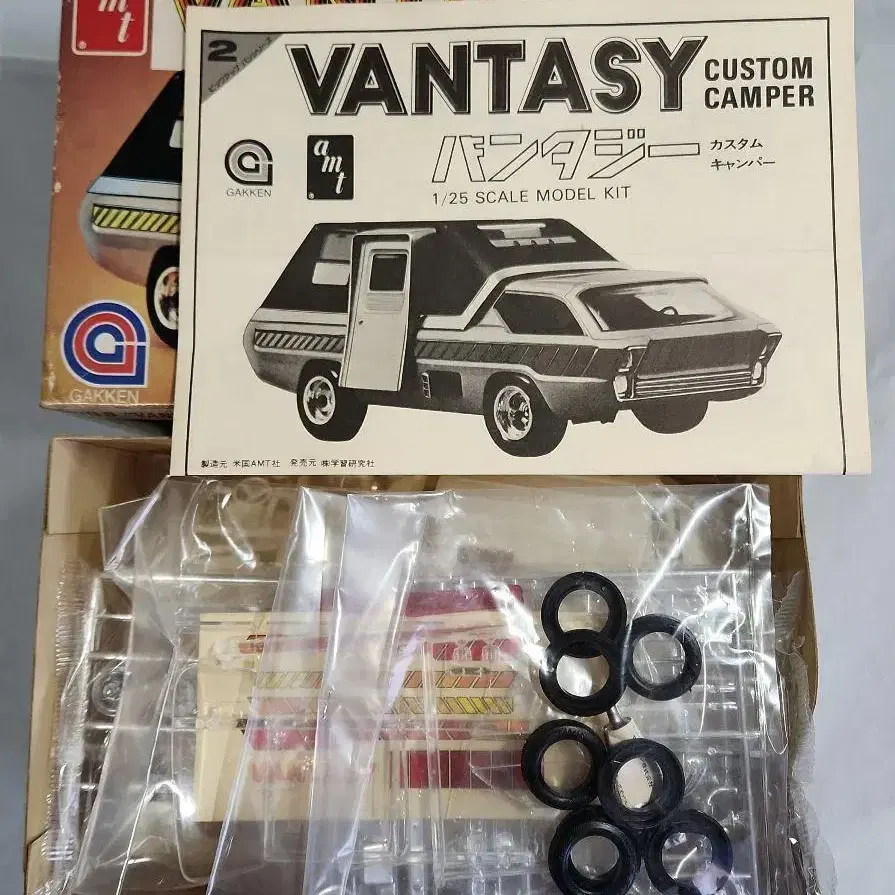 amt
®
2
VANTASY
CUSTOM
CAMPER
バンタジー
カスタム
キャンパー
GAKKEN
amt
®
1/25 SCALE MODEL KIT
GAKKEN
製造元 米国AMT社 発売元 ㈱学習研究社